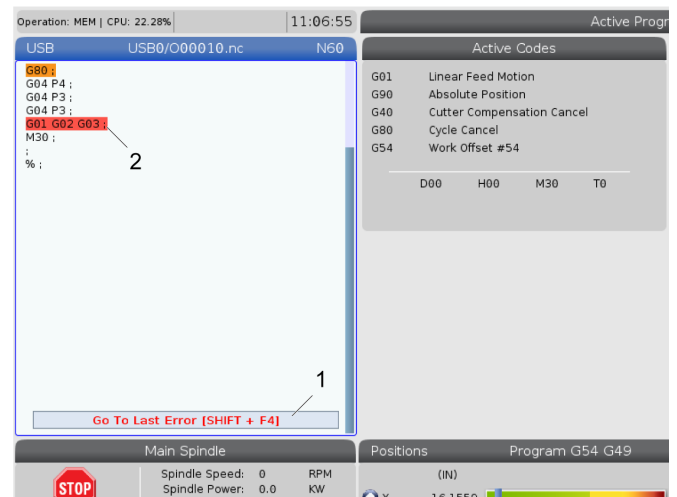 Operation: MEM | CPU: 22.28%
11:06:55
USB USB0/O00010.nc N60
G80 ;
G04 P4 ;
G04 P3 ;
G04 P3 ;
G01 G02 G03 ;
M30 ;
;
% ;
2
1
Go To Last Error [SHIFT + F4]
Active Progr
Active Codes
G01 Linear Feed Motion
G90 Absolute Position
G40 Cutter Compensation Cancel
G80 Cycle Cancel
G54 Work Offset #54
D00 H00 M30 T0
Main Spindle
STOP
Spindle Speed: 0 RPM
Spindle Power: 0.0 KW
Positions Program G54 G49
(IN)
X 16.1550